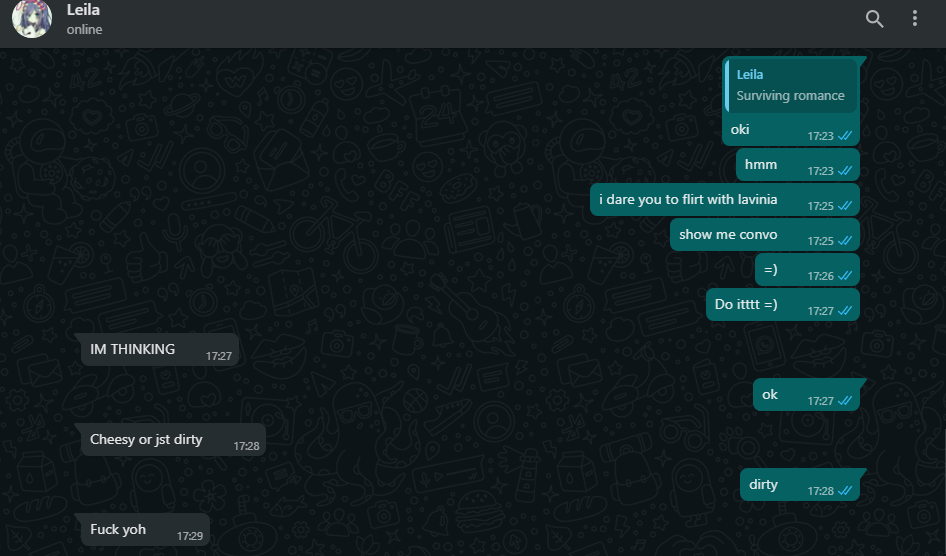 Leila
online
Leila
Surviving romance
oki 17:23
hmm 17:23
i dare you to flirt with lavinia 17:25
show me convo 17:25
=) 17:26
Do itttt =) 17:27
IM THINKING 17:27
ok 17:27
Cheesy or jst dirty 17:28
dirty 17:28
Fuck yoh 17:29